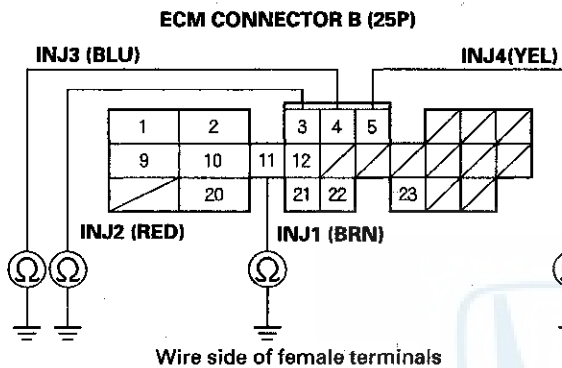 ECM CONNECTOR B (25P)
INJ3 (BLU)
INJ4(YEL)
1 2 3 4 5
9 10 11 12
20 21 22 23
INJ2 (RED)
INJ1 (BRN)
Ω Ω Ω
Wire side of female terminals